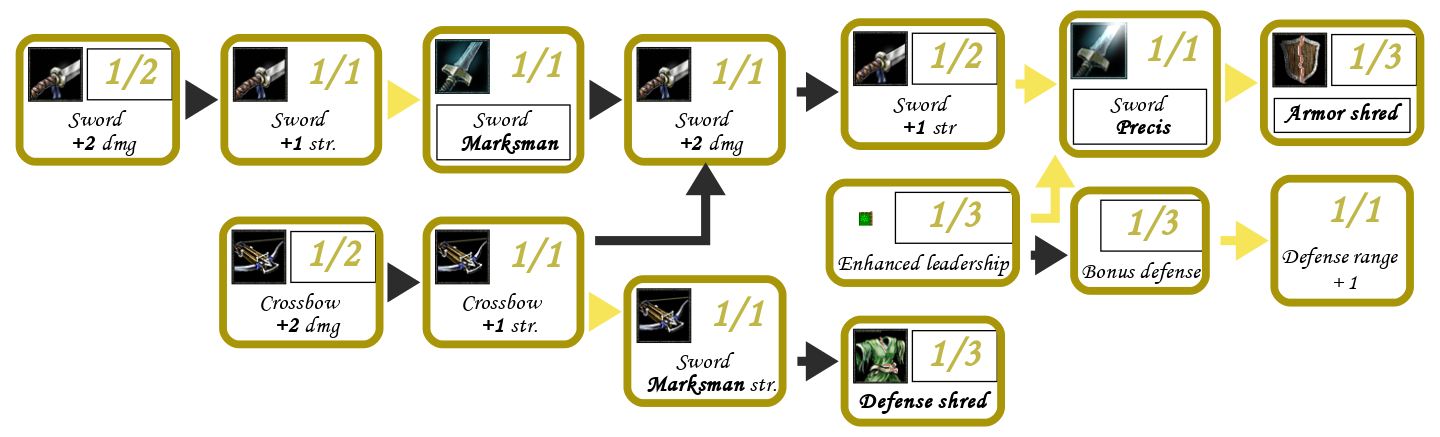 1/2
Sword
+2 dmg
1/1
Sword
+1 str.
1/1
Sword
Marksman
1/1
Sword
+2 dmg
1/2
Sword
+1 str
1/1
Sword
Precis
1/3
Armor shred
1/2
Crossbow
+2 dmg
1/1
Crossbow
+1 str.
1/1
Sword
Marksman str.
1/3
Enhanced leadership
1/3
Bonus defense
1/1
Defense range
+ 1
1/3
Defense shred